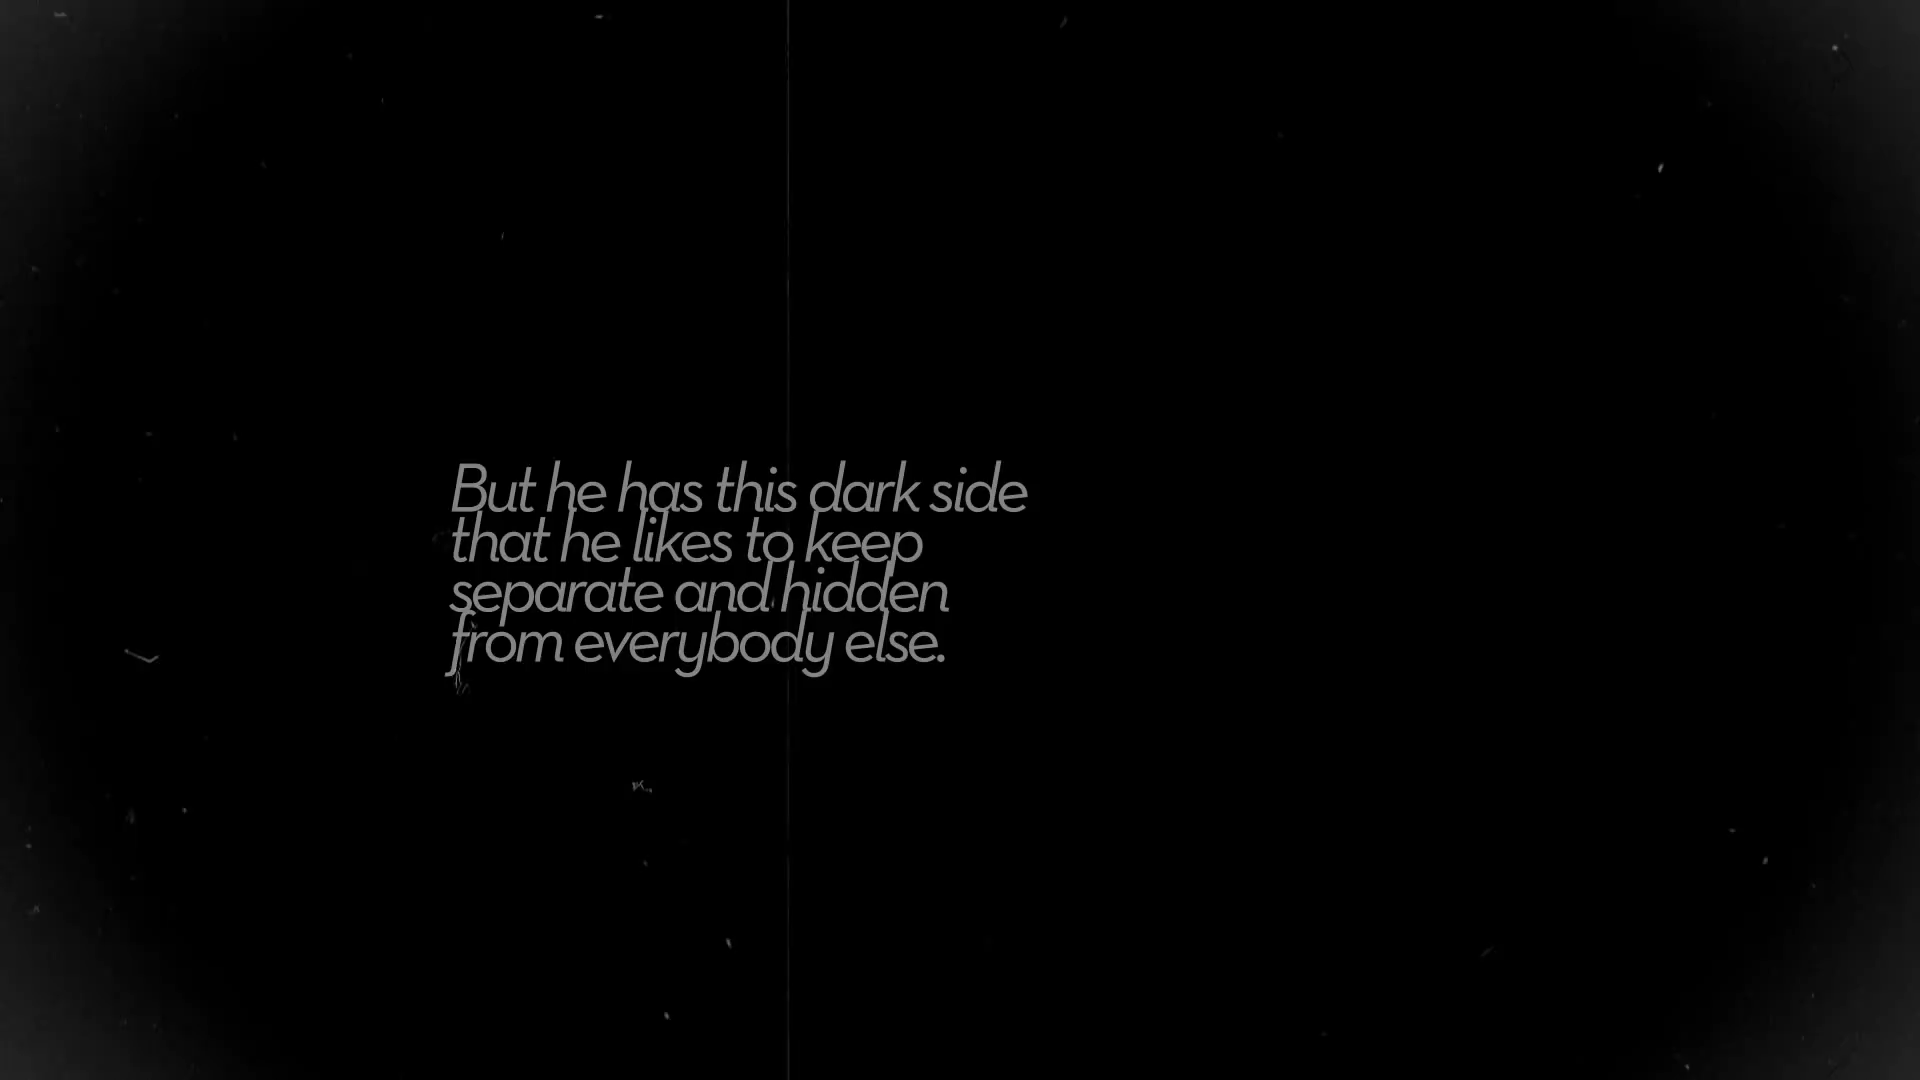 But he has this dark side
that he likes to keep
separate and hidden
from everybody else.